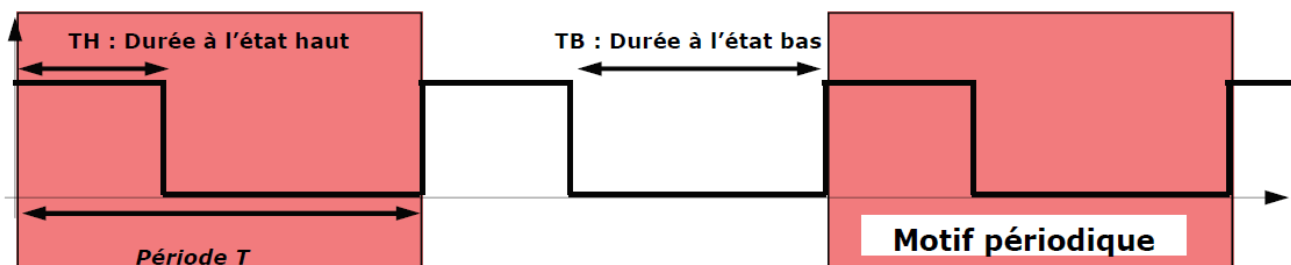 TH : Durée à l’état haut
TB : Durée à l’état bas
Période T
Motif périodique